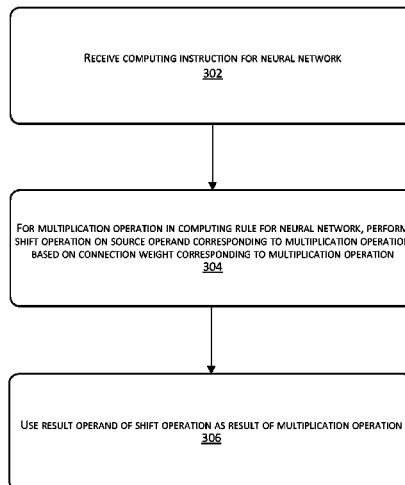 RECEIVE COMPUTING INSTRUCTION FOR NEURAL NETWORK
302
FOR MULTIPLICATION OPERATION IN COMPUTING RULE FOR NEURAL NETWORK, PERFORM
SHIFT OPERATION ON SOURCE OPERAND CORRESPONDING TO MULTIPLICATION OPERATION
BASED ON CONNECTION WEIGHT CORRESPONDING TO MULTIPLICATION OPERATION
304
USE RESULT OPERAND OF SHIFT OPERATION AS RESULT OF MULTIPLICATION OPERATION
306